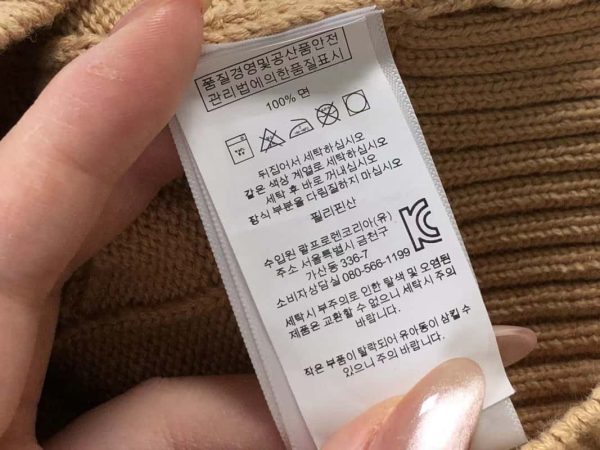 품질경영및공산품안전
관리법에의한품질표시
100% 면
뒤집어서 세탁하십시오
같은 색상 계열로 세탁하십시오
세탁 후 바로 꺼내십시오
장식 부분을 다림질하지 마십시오
필리핀산
수입원 랄프로렌코리아(유)
주소 서울특별시 금천구
가산동 336-7
소비자상담실 080-566-1199
세탁시 부주의로 인한 탈색 및 오염된
제품은 교환할 수 없으니 세탁시 주의
바랍니다.
작은 부품이 탈락되어 유아동이 삼킬수
있으니 주의 바랍니다.